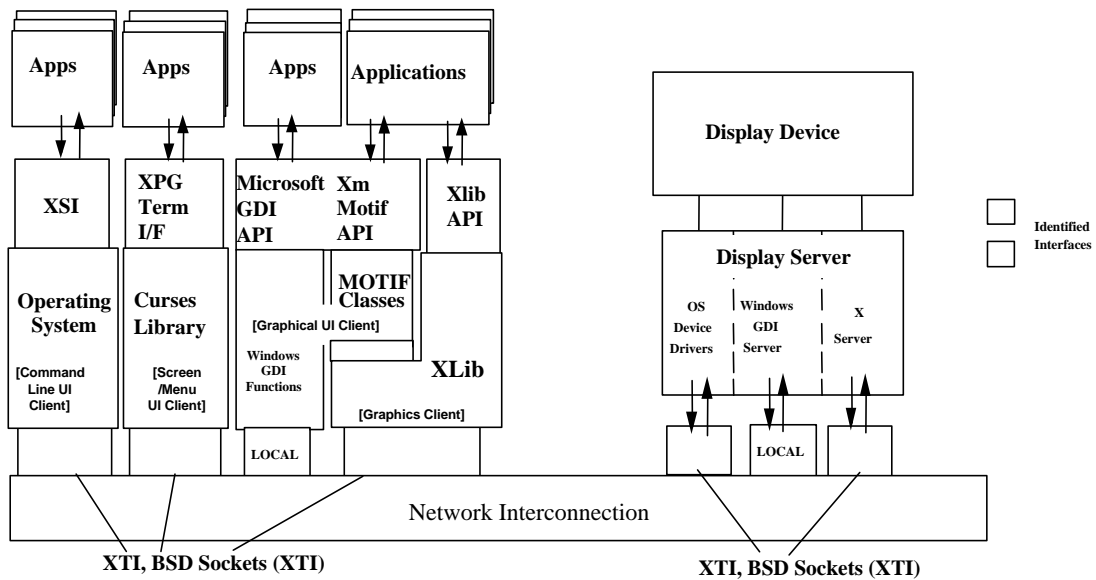 Apps
Apps
Apps
Applications
XSI
XPG
Term
I/F
Microsoft
GDI
API
Xm
Motif
API
Xlib
API
Operating
System
[Command
Line UI
Client]
Curses
Library
[Screen
/Menu
UI Client]
MOTIF
Classes
[Graphical UI Client]
Windows
GDI
Functions
XLib
[Graphics Client]
LOCAL
Display Device
Display Server
OS
Device
Drivers
Windows
GDI
Server
X
Server
LOCAL
Identified
Interfaces
Network Interconnection
XTI, BSD Sockets (XTI)
XTI, BSD Sockets (XTI)